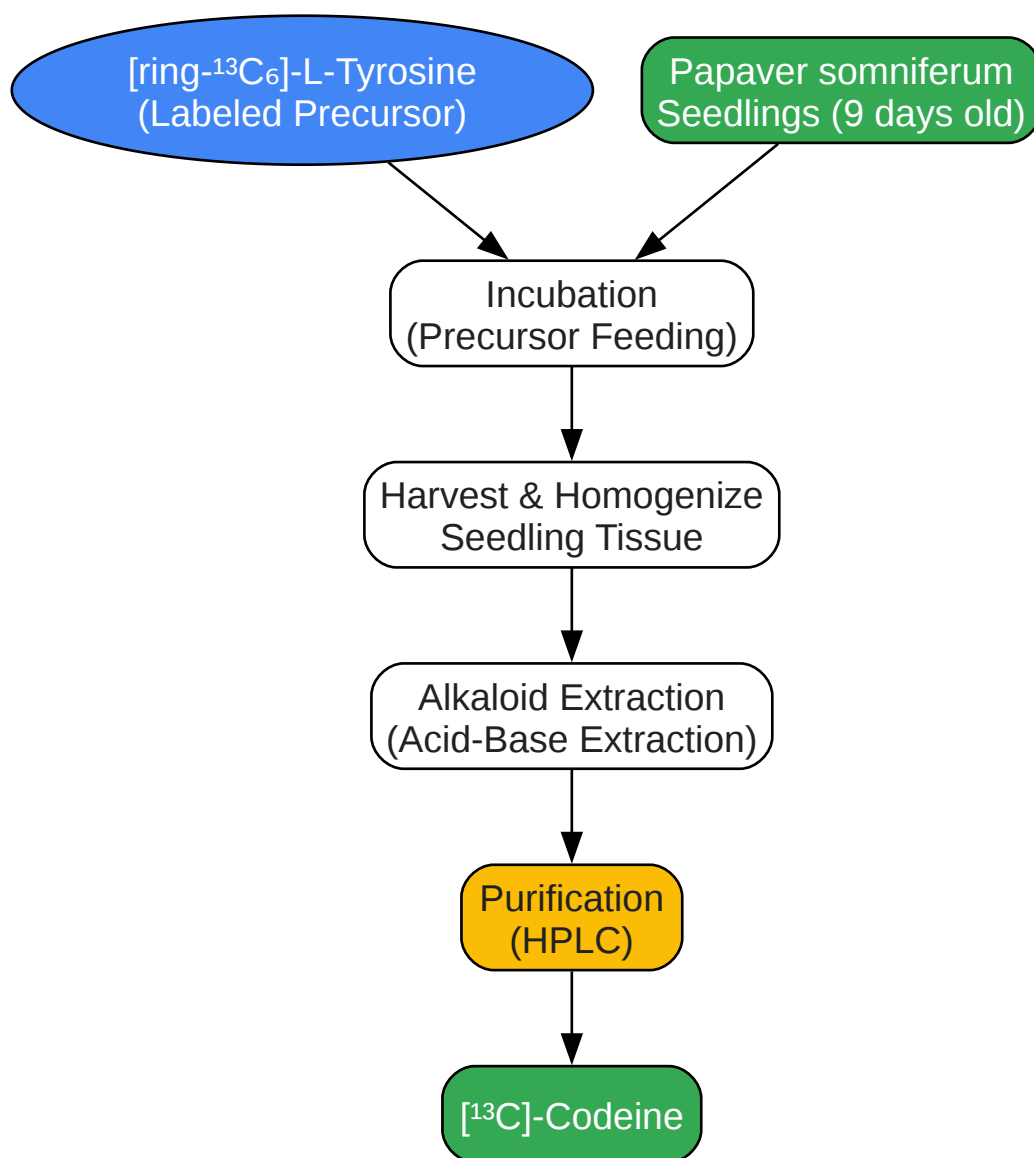 [ring-¹³C₆]-L-Tyrosine
(Labeled Precursor)
Papaver somniferum
Seedlings (9 days old)
Incubation
(Precursor Feeding)
Harvest & Homogenize
Seedling Tissue
Alkaloid Extraction
(Acid-Base Extraction)
Purification
(HPLC)
[¹³C]-Codeine